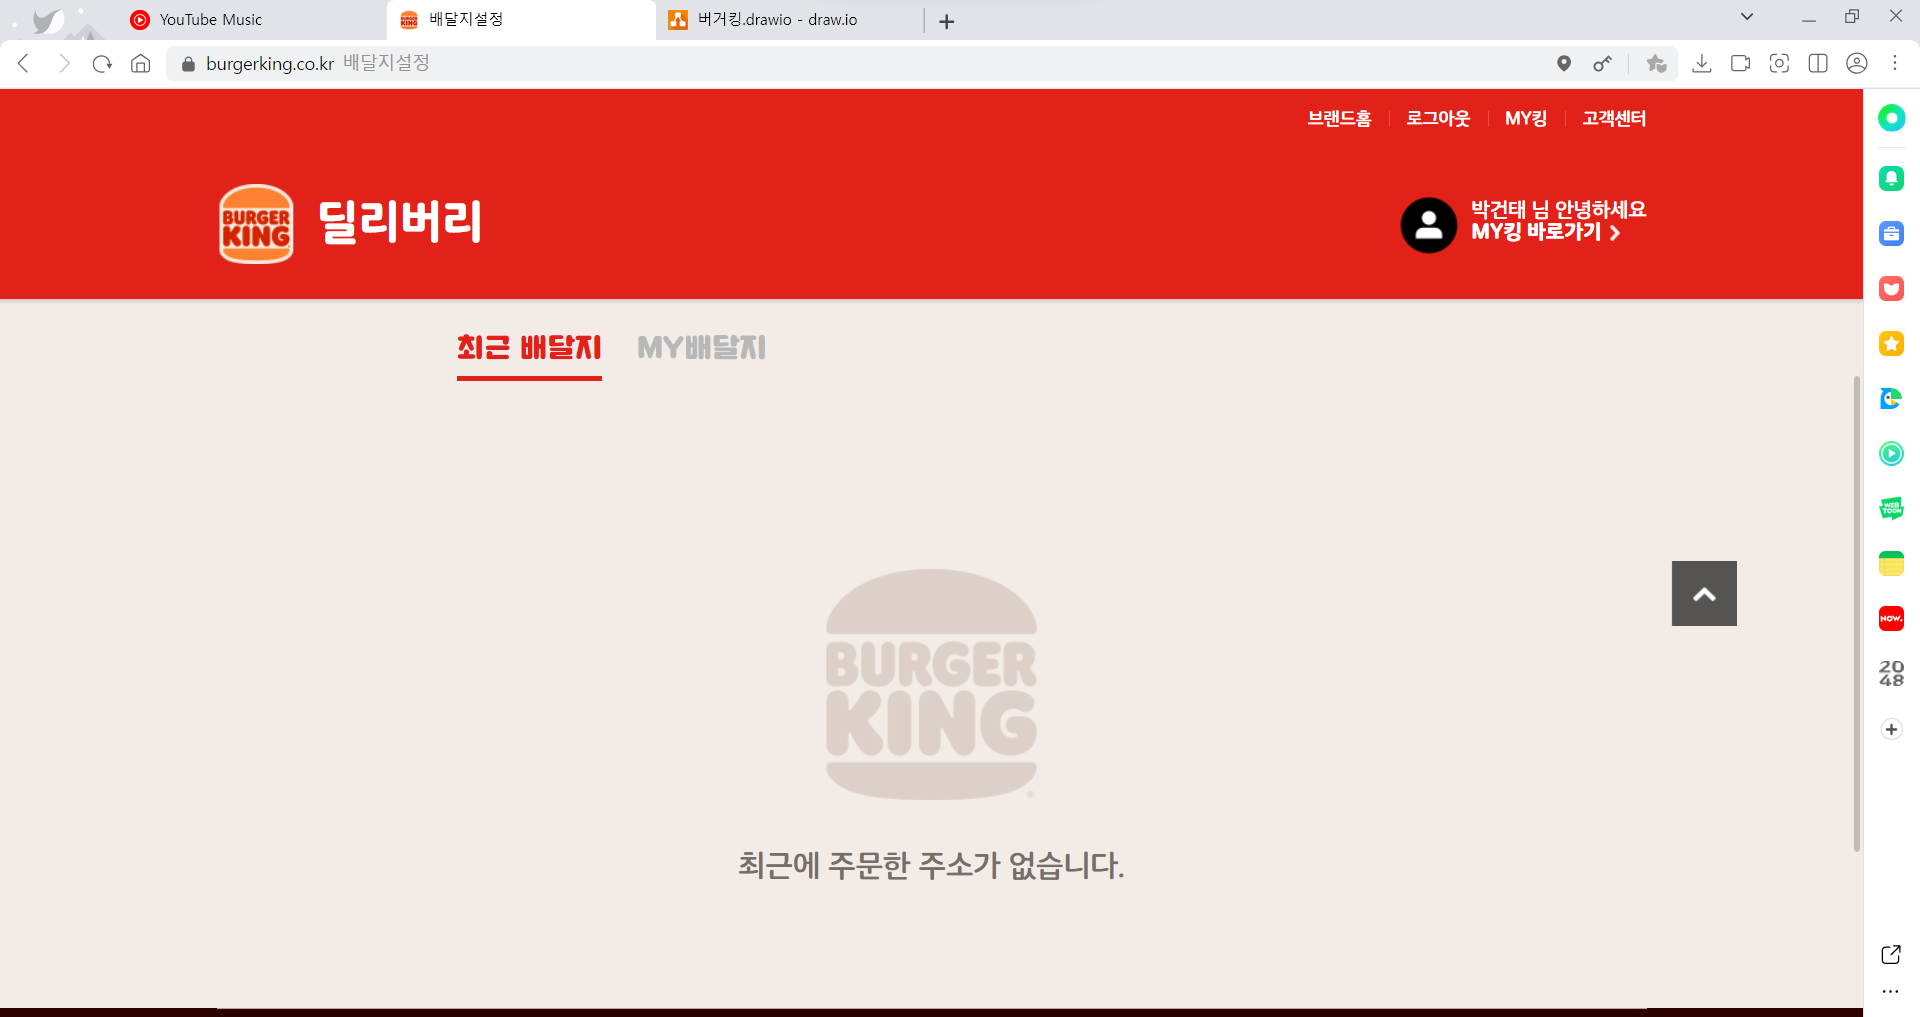 YouTube Music
배달지설정
버거킹.drawio - draw.io
burgerking.co.kr 배달지설정
브랜드홈
로그아웃
MY킹
고객센터
BURGER
KING
딜리버리
박건태 님 안녕하세요
MY킹 바로가기
최근 배달지
MY배달지
BURGER
KING
최근에 주문한 주소가 없습니다.
WEB
TOON
NOW.
20
48